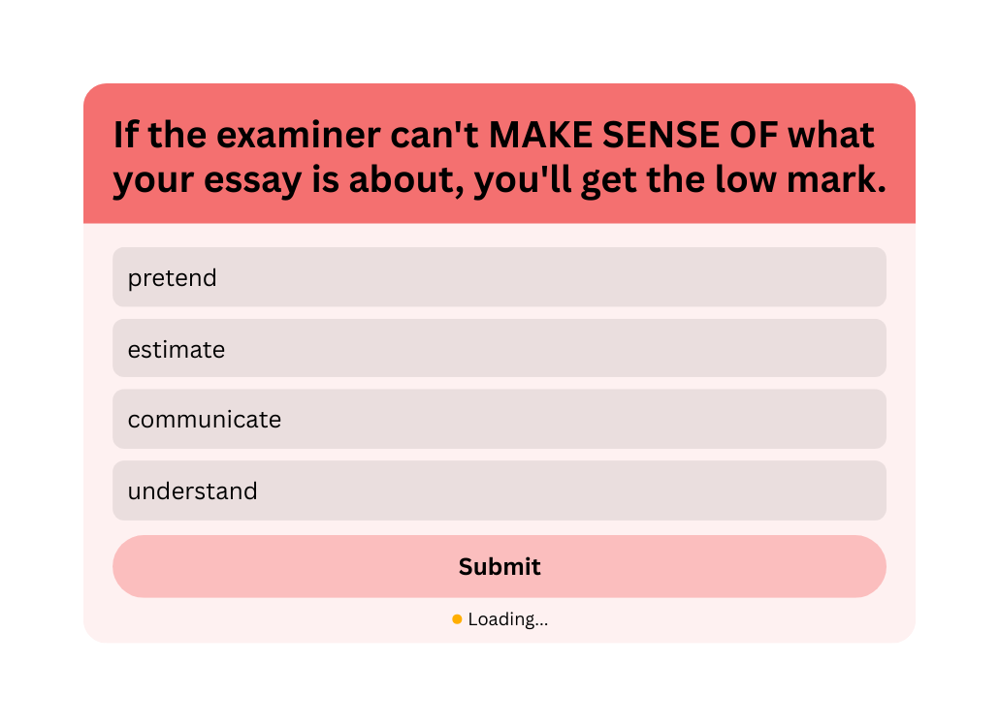 If the examiner can't MAKE SENSE OF what
your essay is about, you'll get the low mark.
pretend
estimate
communicate
understand
Submit
Loading...